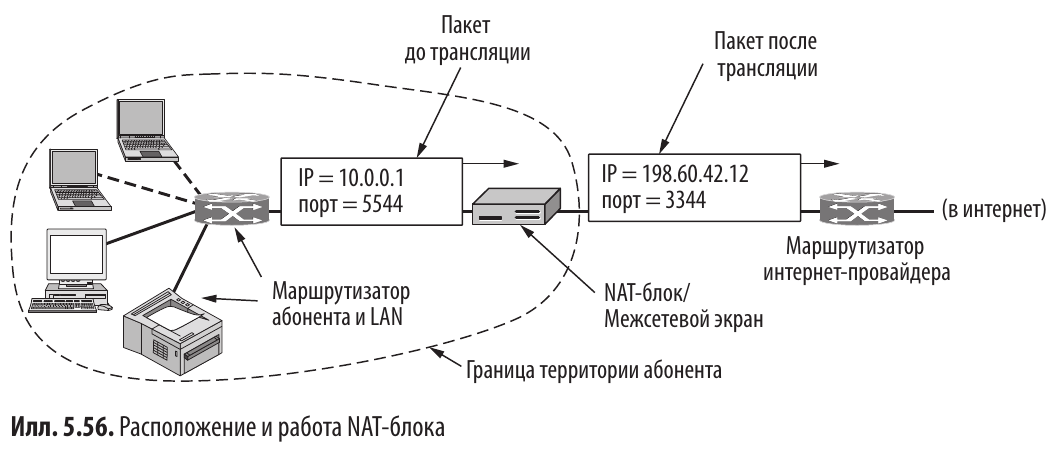 Пакет
до трансляции
Пакет после
трансляции
IP = 10.0.0.1
порт = 5544
IP = 198.60.42.12
порт = 3344
(в интернет)
Маршрутизатор
интернет-провайдера
Маршрутизатор
абонента и LAN
NAT-блок/
Межсетевой экран
Граница территории абонента
Илл. 5.56. Расположение и работа NAT-блока